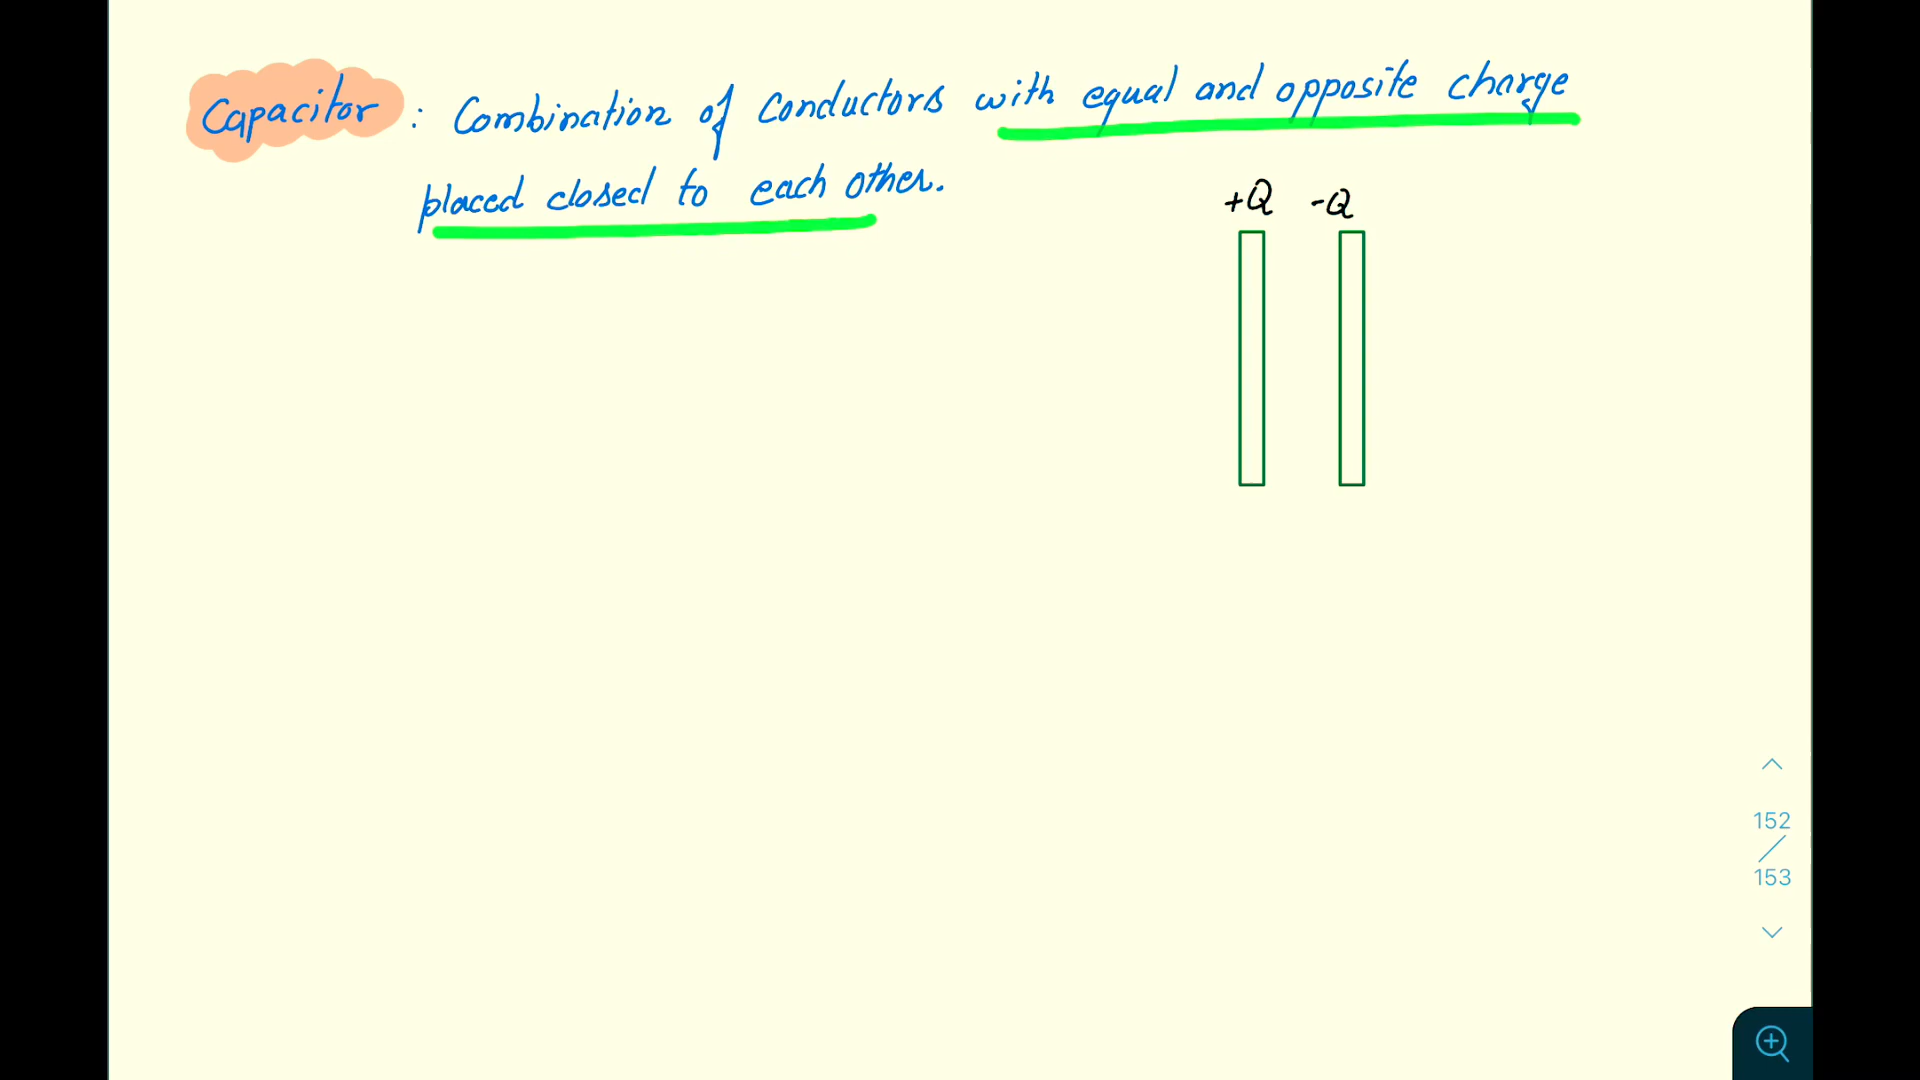 Capacitor : Combination of conductors with equal and opposite charge
placed closed to each other.
+Q -Q
152
/
153